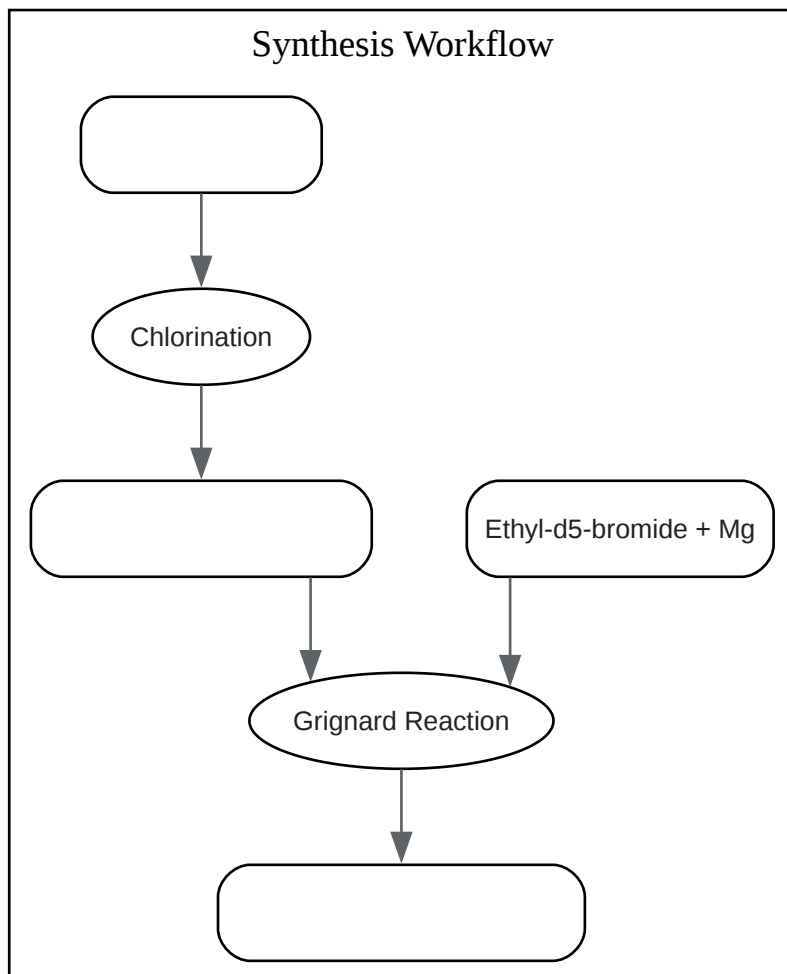 Synthesis Workflow
Chlorination
Ethyl-d5-bromide + Mg
Grignard Reaction